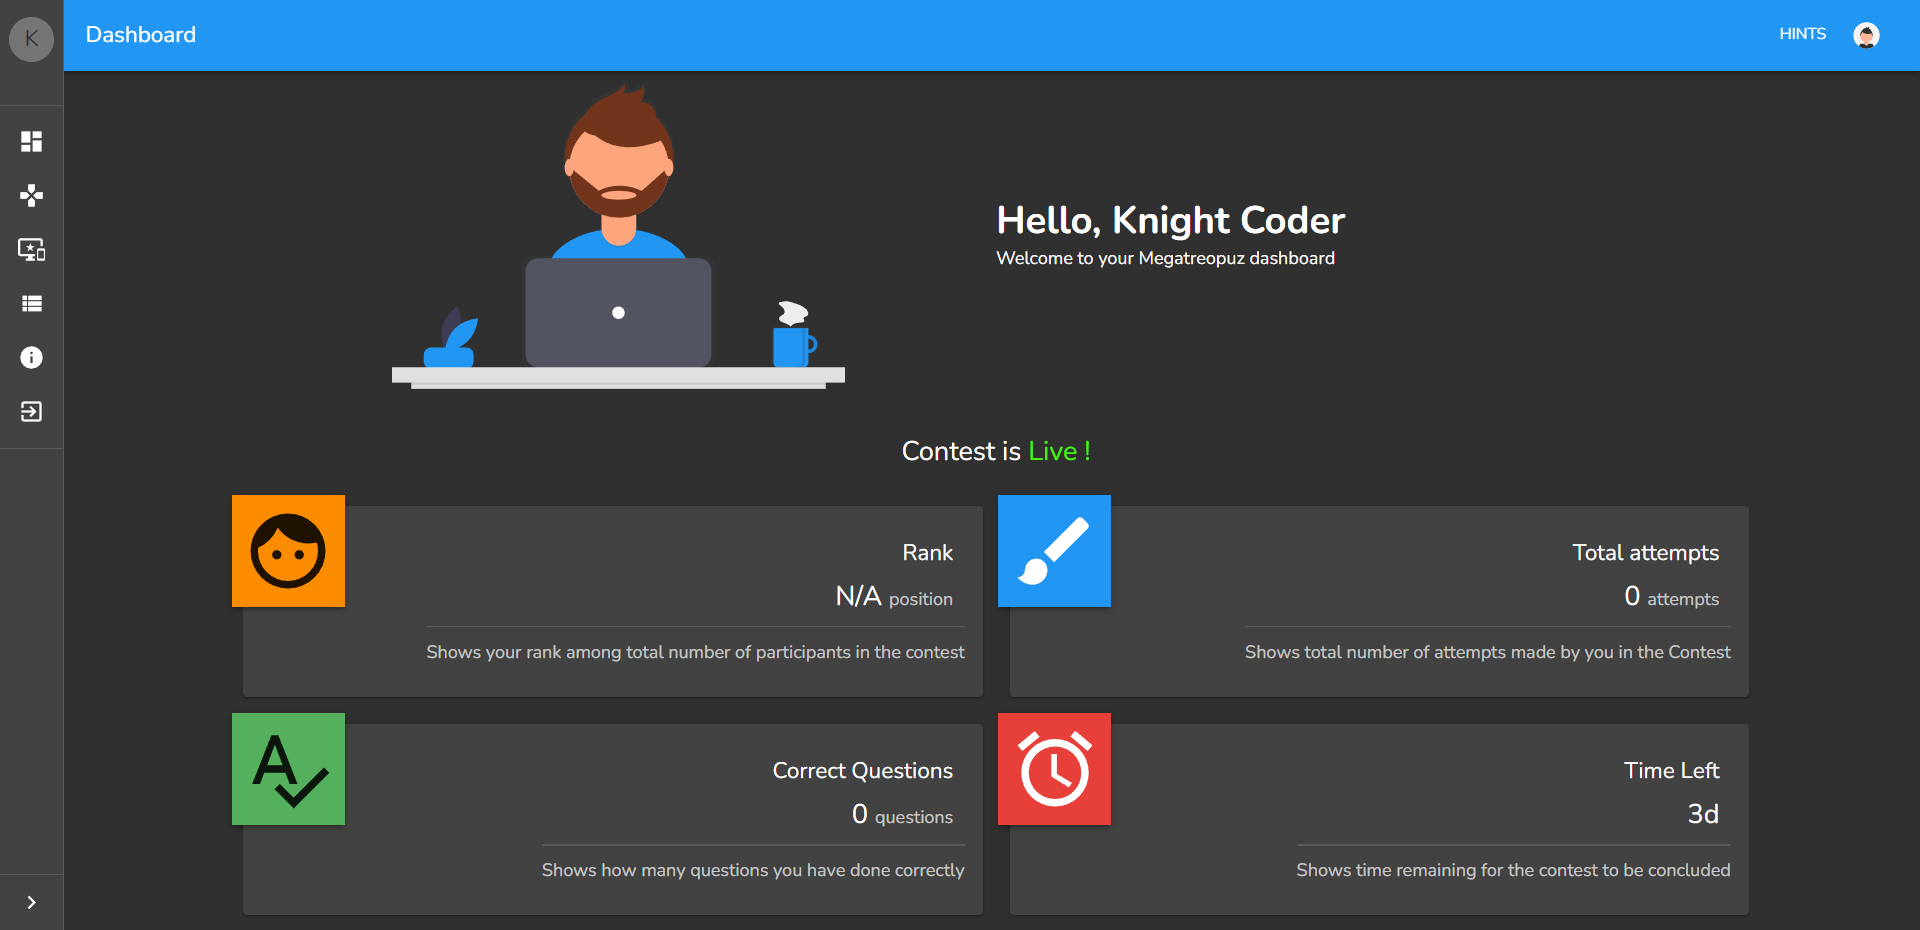 K
Dashboard
HINTS
Hello, Knight Coder
Welcome to your Megatreopuz dashboard
Contest is Live !
Rank
N/A position
Shows your rank among total number of participants in the contest
Total attempts
0 attempts
Shows total number of attempts made by you in the Contest
Correct Questions
0 questions
Shows how many questions you have done correctly
Time Left
3d
Shows time remaining for the contest to be concluded